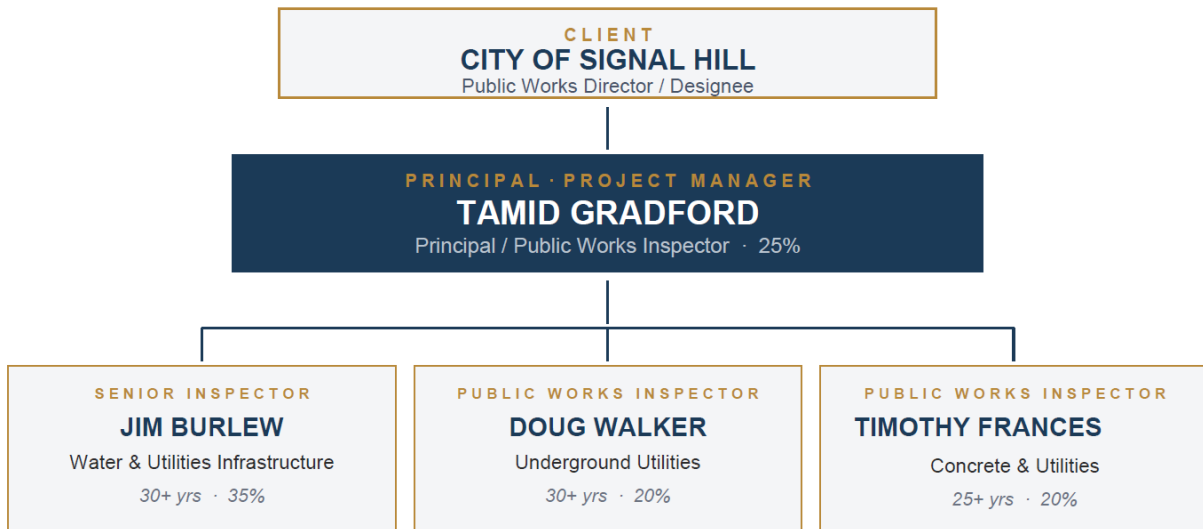 CLIENT
CITY OF SIGNAL HILL
Public Works Director / Designee
PRINCIPAL · PROJECT MANAGER
TAMID GRADFORD
Principal / Public Works Inspector · 25%
SENIOR INSPECTOR
JIM BURLEW
Water & Utilities Infrastructure
30+ yrs · 35%
PUBLIC WORKS INSPECTOR
DOUG WALKER
Underground Utilities
30+ yrs · 20%
PUBLIC WORKS INSPECTOR
TIMOTHY FRANCES
Concrete & Utilities
25+ yrs · 20%